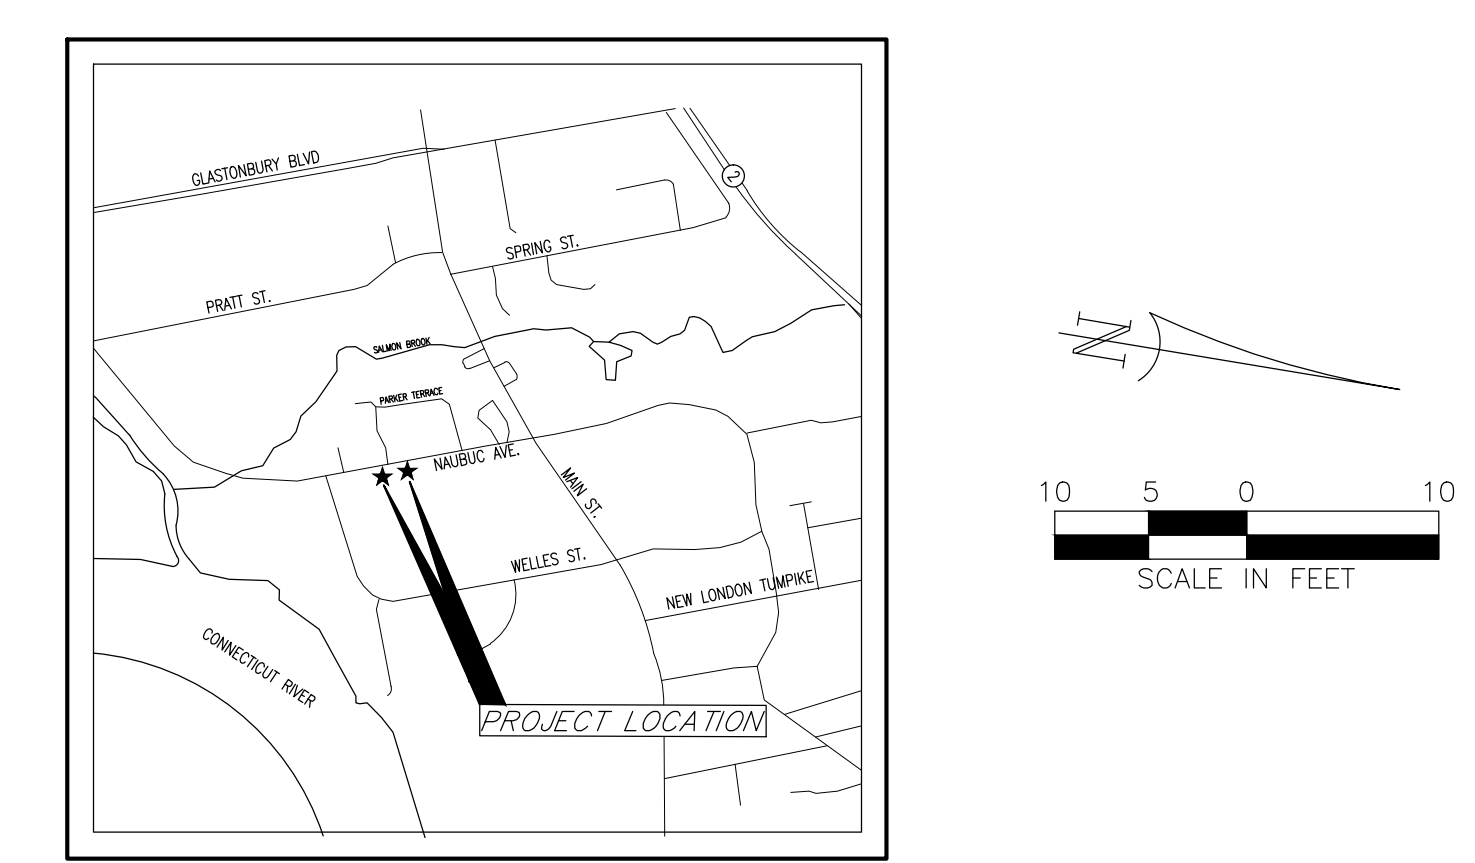 GLASTONBURY BLVD
2
SPRING ST.
PRATT ST.
SALMON BROOK
PARKER TERRACE
NAUBUC AVE.
MAIN ST.
WELLES ST.
NEW LONDON TUMPIKE
CONNECTICUT RIVER
PROJECT LOCATION
N
10 5 0 10
SCALE IN FEET